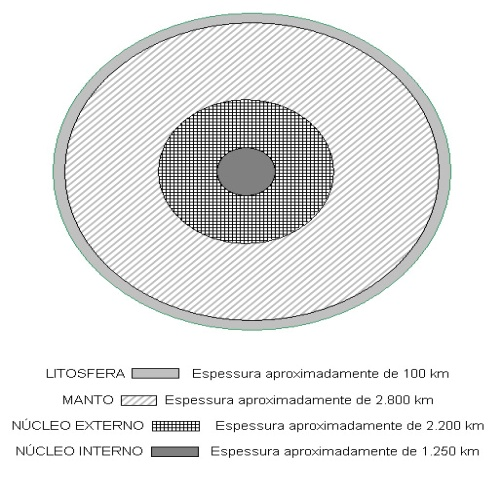 LITOSFERA Espessura aproximadamente de 100 km
MANTO Espessura aproximadamente de 2.800 km
NÚCLEO EXTERNO Espessura aproximadamente de 2.200 km
NÚCLEO INTERNO Espessura aproximadamente de 1.250 km